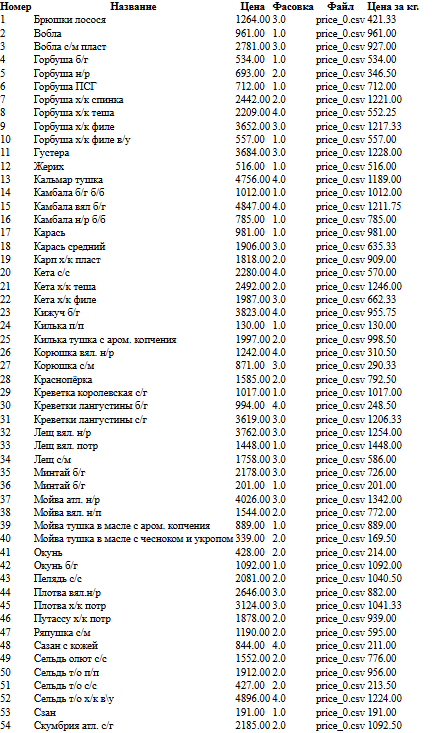 Номер Название Цена Фасовка Файл Цена за кг.
1 Брюшки лосося 1264.00 3.0 price_0.csv 421.33
2 Вобла 961.00 1.0 price_0.csv 961.00
3 Вобла с/м пласт 2781.00 3.0 price_0.csv 927.00
4 Горбуша б/г 534.00 1.0 price_0.csv 534.00
5 Горбуша н/р 693.00 2.0 price_0.csv 346.50
6 Горбуша ПСГ 712.00 1.0 price_0.csv 712.00
7 Горбуша х/к спинка 2442.00 2.0 price_0.csv 1221.00
8 Горбуша х/к теша 2209.00 4.0 price_0.csv 552.25
9 Горбуша х/к филе 3652.00 3.0 price_0.csv 1217.33
10 Горбуша х/к филе в/у 557.00 1.0 price_0.csv 557.00
11 Густера 3684.00 3.0 price_0.csv 1228.00
12 Жерих 516.00 1.0 price_0.csv 516.00
13 Кальмар тушка 4756.00 4.0 price_0.csv 1189.00
14 Камбала б/г б/б 1012.00 1.0 price_0.csv 1012.00
15 Камбала вял б/г 4847.00 4.0 price_0.csv 1211.75
16 Камбала н/р б/б 785.00 1.0 price_0.csv 785.00
17 Карась 981.00 1.0 price_0.csv 981.00
18 Карась средний 1906.00 3.0 price_0.csv 635.33
19 Карп х/к пласт 1818.00 2.0 price_0.csv 909.00
20 Кета с/с 2280.00 4.0 price_0.csv 570.00
21 Кета х/к теша 2492.00 2.0 price_0.csv 1246.00
22 Кета х/к филе 1987.00 3.0 price_0.csv 662.33
23 Кижуч б/г 3823.00 4.0 price_0.csv 955.75
24 Килька п/п 130.00 1.0 price_0.csv 130.00
25 Килька тушка с аром. копчения 1997.00 2.0 price_0.csv 998.50
26 Корюшка вял. н/р 1242.00 4.0 price_0.csv 310.50
27 Корюшка с/м 871.00 3.0 price_0.csv 290.33
28 Краснопёрка 1585.00 2.0 price_0.csv 792.50
29 Креветка королевская с/г 1017.00 1.0 price_0.csv 1017.00
30 Креветки лангустины б/г 994.00 4.0 price_0.csv 248.50
31 Креветки лангустины с/г 3619.00 3.0 price_0.csv 1206.33
32 Лещ вял. н/р 3762.00 3.0 price_0.csv 1254.00
33 Лещ вял. потр 1448.00 1.0 price_0.csv 1448.00
34 Лещ с/м 1758.00 3.0 price_0.csv 586.00
35 Минтай б/г 2178.00 3.0 price_0.csv 726.00
36 Минтай б/г 201.00 1.0 price_0.csv 201.00
37 Мойва атл. н/р 4026.00 3.0 price_0.csv 1342.00
38 Мойва вял. н/п 1544.00 2.0 price_0.csv 772.00
39 Мойва тушка в масле с аром. копчения 889.00 1.0 price_0.csv 889.00
40 Мойва тушка в масле с чесноком и укропом 339.00 2.0 price_0.csv 169.50
41 Окунь 428.00 2.0 price_0.csv 214.00
42 Окунь б/г 1092.00 1.0 price_0.csv 1092.00
43 Пелядь с/с 2081.00 2.0 price_0.csv 1040.50
44 Плотва вял.н/р 2646.00 3.0 price_0.csv 882.00
45 Плотва х/к потр 3124.00 3.0 price_0.csv 1041.33
46 Путассу х/к потр 1878.00 2.0 price_0.csv 939.00
47 Ряпушка с/м 1190.00 2.0 price_0.csv 595.00
48 Сазан с кожей 844.00 4.0 price_0.csv 211.00
49 Сельдь олют с/с 1552.00 2.0 price_0.csv 776.00
50 Сельдь т/о п/п 1912.00 2.0 price_0.csv 956.00
51 Сельдь т/о с/с 427.00 2.0 price_0.csv 213.50
52 Сельдь т/о х/к в\у 4896.00 4.0 price_0.csv 1224.00
53 Сзан 191.00 1.0 price_0.csv 191.00
54 Скумбрия атл. с/г 2185.00 2.0 price_0.csv 1092.50